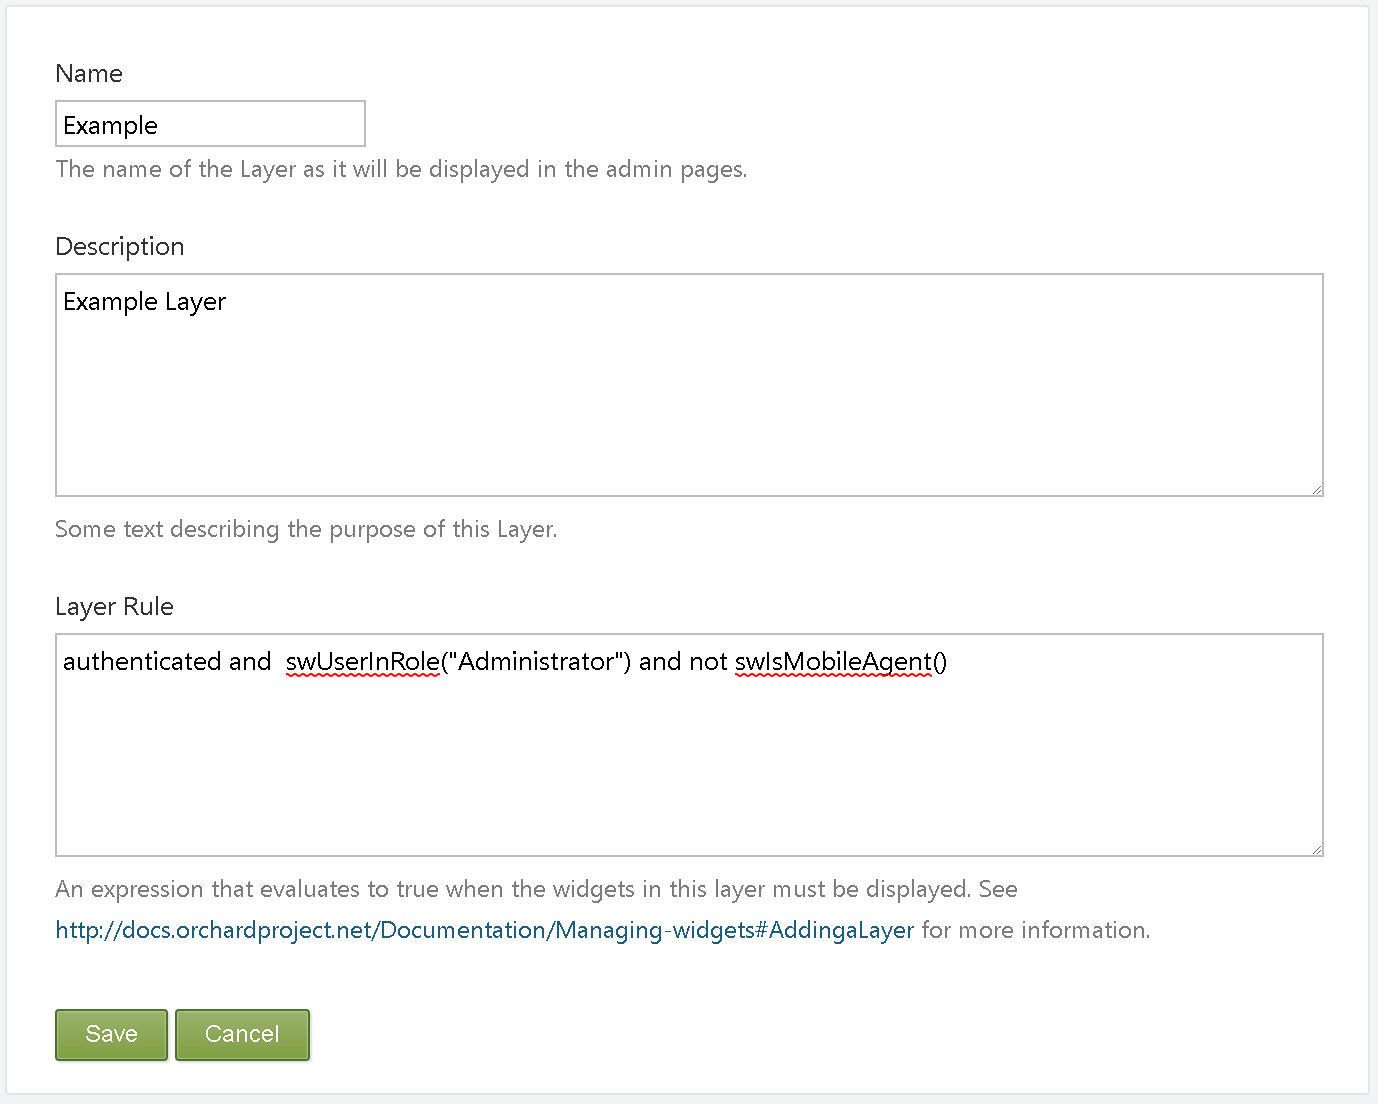 Name
Example
The name of the Layer as it will be displayed in the admin pages.
Description
Example Layer
Some text describing the purpose of this Layer.
Layer Rule
authenticated and  swUserInRole("Administrator") and not swIsMobileAgent()
An expression that evaluates to true when the widgets in this layer must be displayed. See
http://docs.orchardproject.net/Documentation/Managing-widgets#AddingaLayer for more information.
Save Cancel